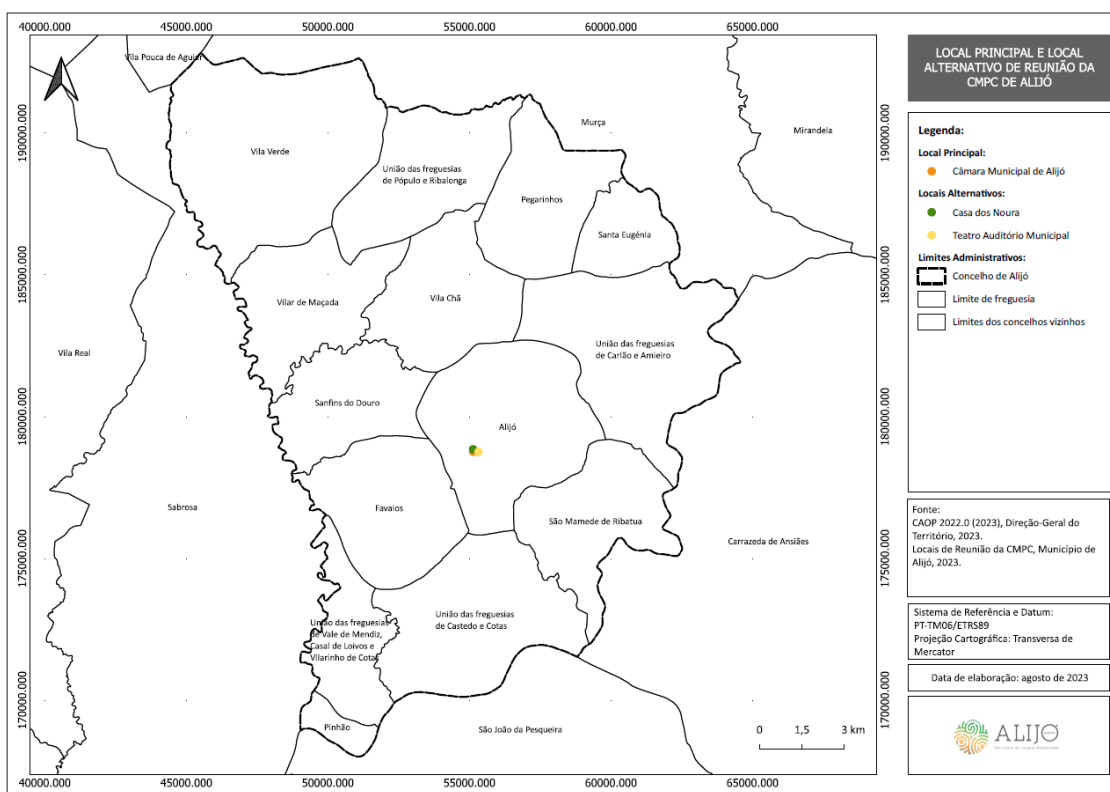 40000.000
45000.000
50000.000
55000.000
60000.000
65000.000
Vila Pouca de Aguiar
Murça
Mirandela
190000.000
190000.000
Vila Verde
União das freguesias
de Pópulo e Ribalonga
Pegarinhos
Santa Eugénia
185000.000
185000.000
Vilar de Maçada
Vila Chã
União das freguesias
de Carlão e Amieiro
Vila Real
180000.000
180000.000
Sanfins do Douro
Alijó
Sabrosa
Favaios
São Mamede de Ribatua
Carrazeda de Ansiães
175000.000
175000.000
União das freguesias
de Vale de Mendiz,
Casal de Loivos e
Vilarinho de Cotas
União das freguesias
de Castedo e Cotas
170000.000
170000.000
Pinhão
São João da Pesqueira
0 1,5 3 km
40000.000
45000.000
50000.000
55000.000
60000.000
65000.000
LOCAL PRINCIPAL E LOCAL
ALTERNATIVO DE REUNIÃO DA
CMPC DE ALIJÓ
Legenda:
Local Principal:
Câmara Municipal de Alijó
Locais Alternativos:
Casa dos Noura
Teatro Auditório Municipal
Limites Administrativos:
Concelho de Alijó
Limite de freguesia
Limites dos concelhos vizinhos
Fonte:
CAOP 2022.0 (2023), Direção-Geral do
Território, 2023.
Locais de Reunião da CMPC, Município de
Alijó, 2023.
Sistema de Referência e Datum:
PT-TM06/ETRS89
Projeção Cartográfica: Transversa de
Mercator
Data de elaboração: agosto de 2023
ALIJÓ